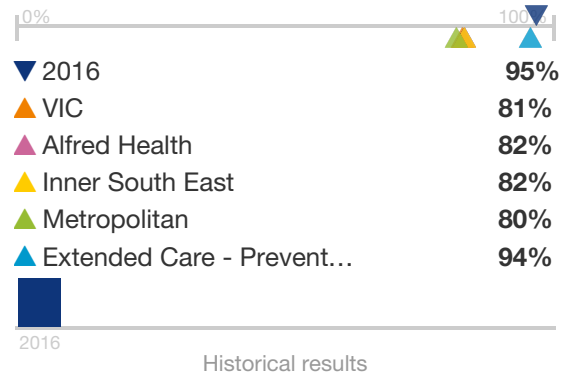 0% 100%
2016 95%
VIC 81%
Alfred Health 82%
Inner South East 82%
Metropolitan 80%
Extended Care - Prevent… 94%
2016
Historical results